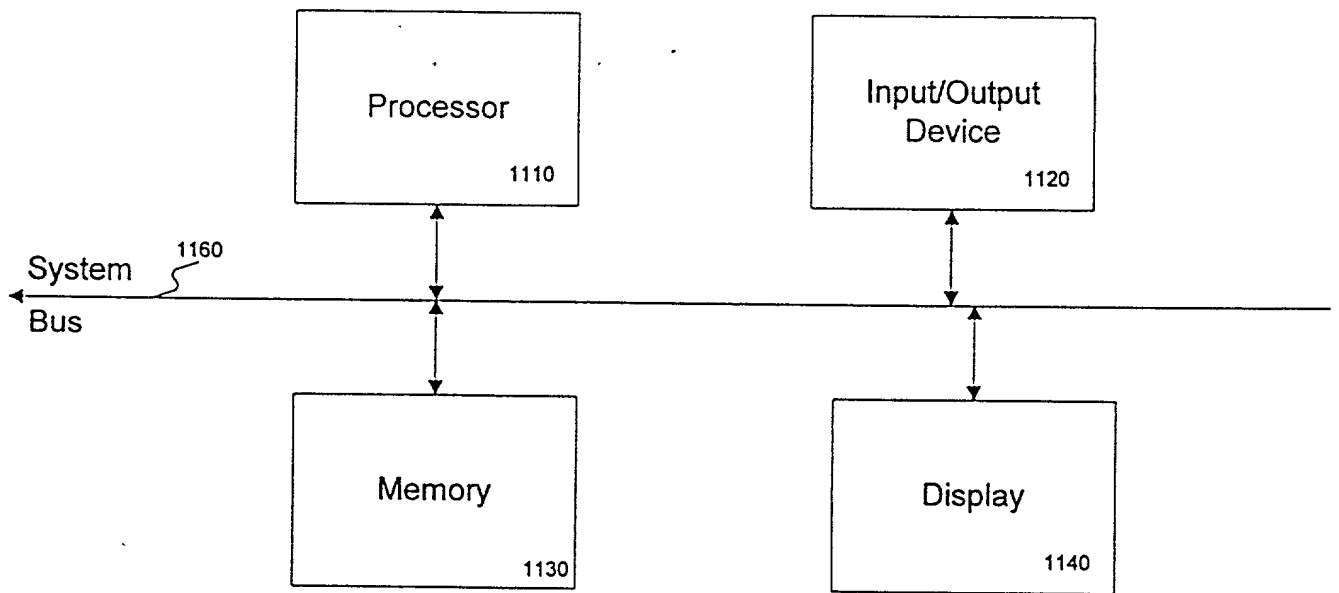 Processor
1110
Input/Output
Device
1120
1160
System
Bus
Memory
1130
Display
1140